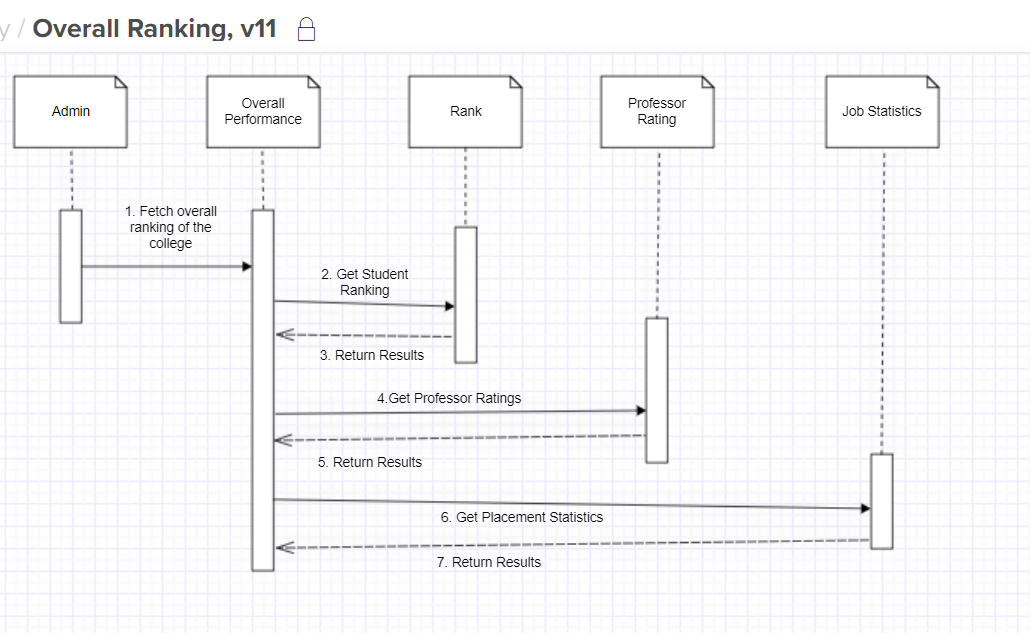 y / Overall Ranking, v11
Admin
Overall
Performance
Rank
Professor
Rating
Job Statistics
1. Fetch overall
ranking of the
college
2. Get Student
Ranking
3. Return Results
4.Get Professor Ratings
5. Return Results
6. Get Placement Statistics
7. Return Results